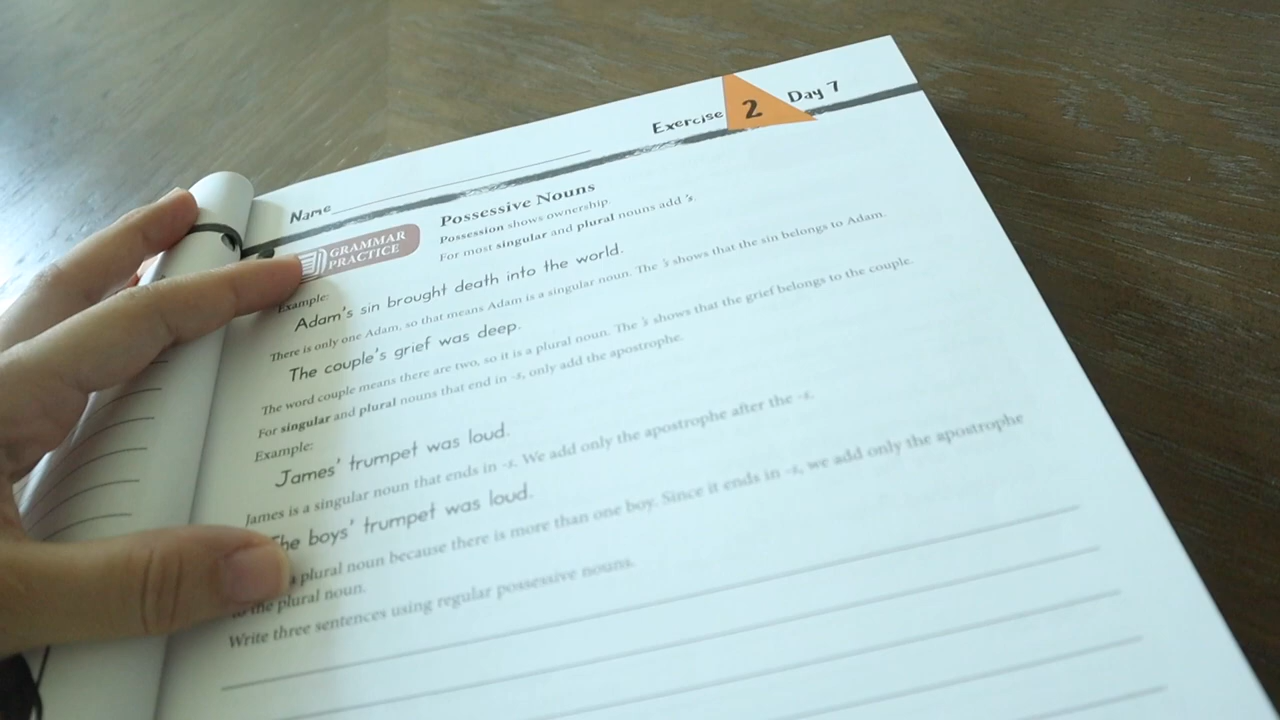 Exercise 2 Day 7
Name
GRAMMAR
PRACTICE
Possessive Nouns
Possession shows ownership.
For most singular and plural nouns add 's.
Example:
Adam's sin brought death into the world.
There is only one Adam, so that means Adam is a singular noun. The 's shows that the sin belongs to Adam.
The couple's grief was deep.
The word couple means there are two, so it is a plural noun. The 's shows that the grief belongs to the couple.
For singular and plural nouns that end in -s, only add the apostrophe.
Example:
James' trumpet was loud.
James is a singular noun that ends in -s. We add only the apostrophe after the -s.
The boys' trumpet was loud.
a plural noun because there is more than one boy. Since it ends in -s, we add only the apostrophe
to the plural noun.
Write three sentences using regular possessive nouns.